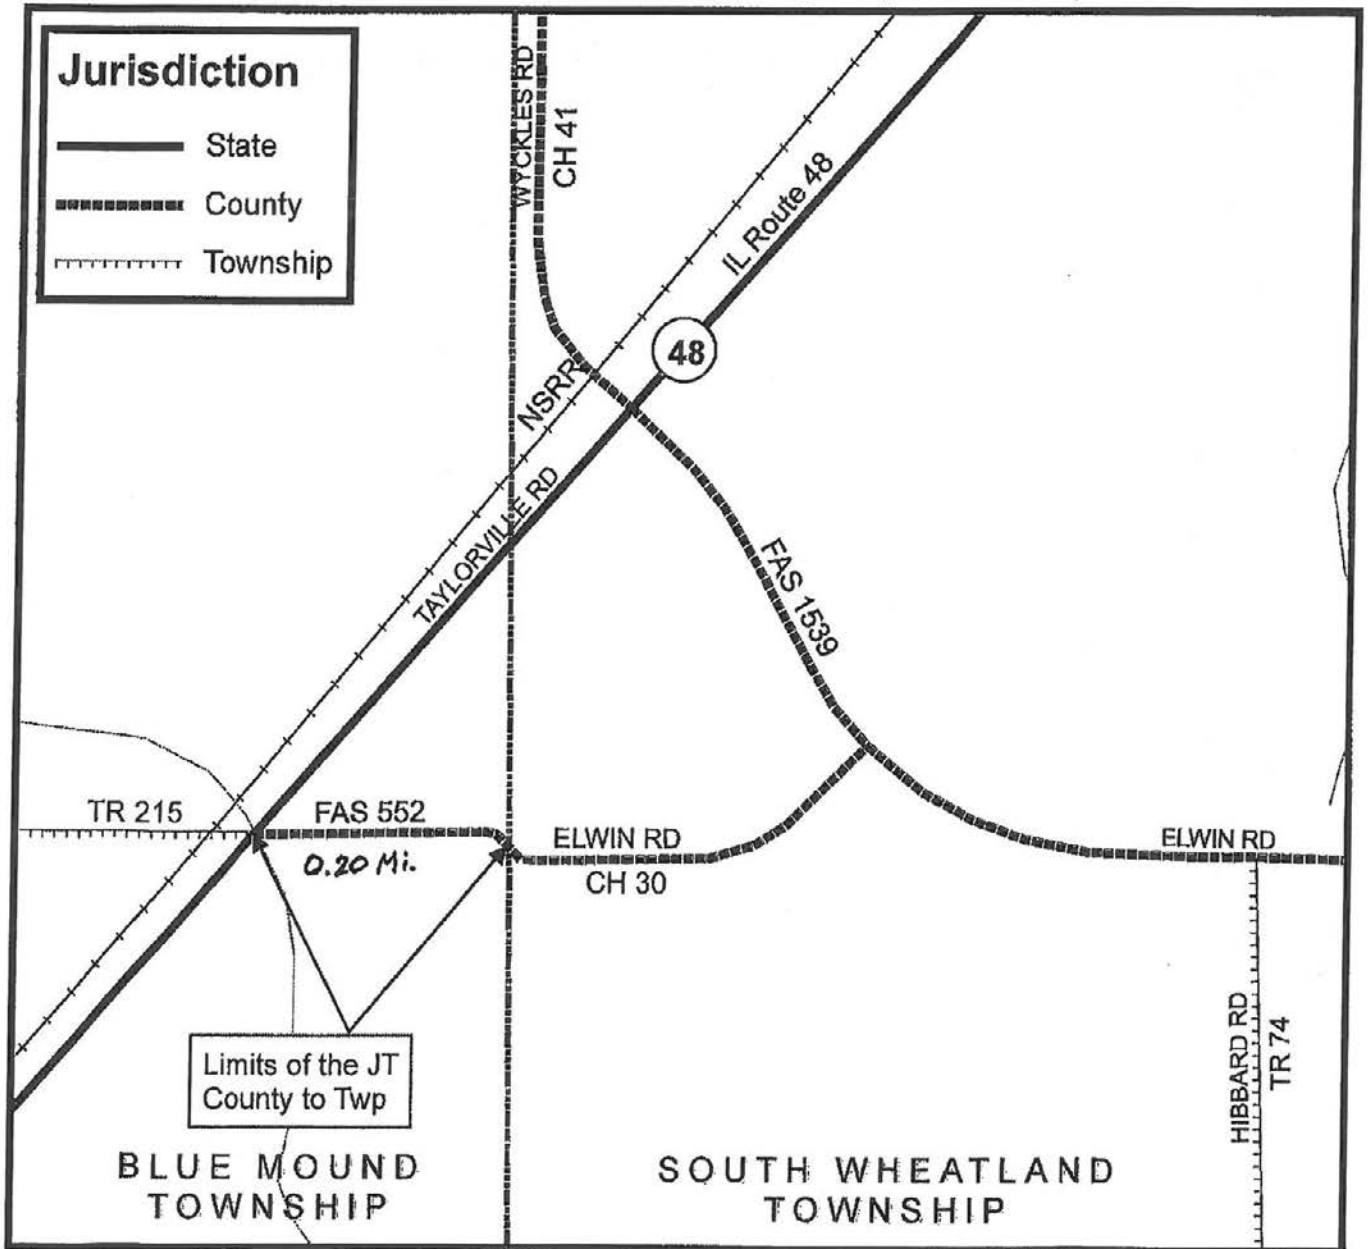 Jurisdiction
State
County
Township
WYCKLES RD
CH 41
IL Route 48
48
NSRR
TAYLORVILLE RD
FAS 1539
TR 215
FAS 552
0.20 Mi.
ELWIN RD
CH 30
ELWIN RD
HIBBARD RD
TR 74
Limits of the JT
County to Twp
BLUE MOUND
TOWNSHIP
SOUTH WHEATLAND
TOWNSHIP